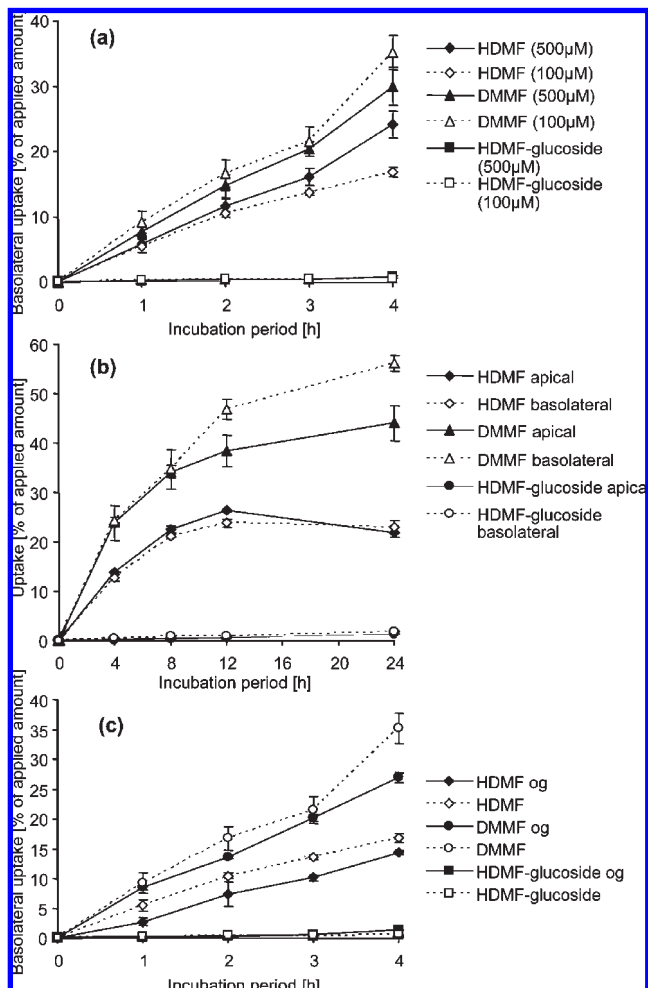 (a)
Basolateral uptake [% of applied amount]
40
30
20
10
0
0 1 2 3 4
Incubation period [h]
HDMF (500µM)
HDMF (100µM)
DMMF (500µM)
DMMF (100µM)
HDMF-glucoside
(500µM)
HDMF-glucoside
(100µM)
(b)
Uptake [% of applied amount]
60
50
40
30
20
10
0
0 4 8 12 16 20 24
Incubation period [h]
HDMF apical
HDMF basolateral
DMMF apical
DMMF basolateral
HDMF-glucoside apica
HDMF-glucoside
basolateral
(c)
Basolateral uptake [% of applied amount]
40
35
30
25
20
15
10
5
0
0 1 2 3 4
Incubation period [h]
HDMF og
HDMF
DMMF og
DMMF
HDMF-glucoside og
HDMF-glucoside